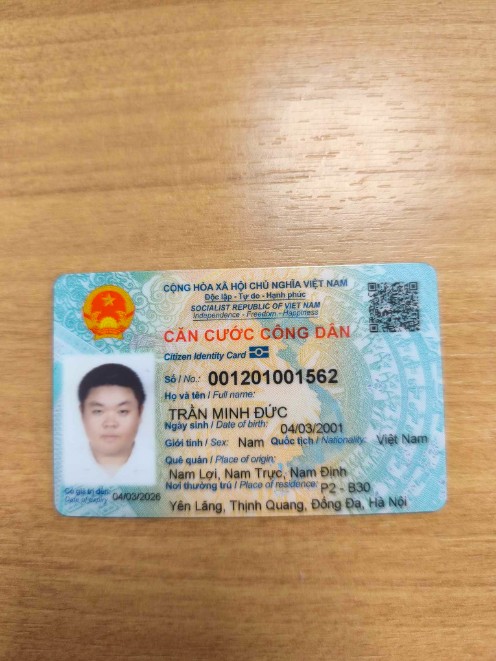 CỘNG HÒA XÃ HỘI CHỦ NGHĨA VIỆT NAM
Độc lập - Tự do - Hạnh phúc
SOCIALIST REPUBLIC OF VIET NAM
Independence - Freedom - Happiness
CĂN CƯỚC CÔNG DÂN
Citizen Identity Card
Số / No.: 001201001562
Họ và tên / Full name:
TRẦN MINH ĐỨC
Ngày sinh / Date of birth: 04/03/2001
Giới tính / Sex: Nam Quốc tịch / Nationality: Việt Nam
Quê quán / Place of origin:
Nam Lợi, Nam Trực, Nam Định
Nơi thường trú / Place of residence: P2 - B30
Yên Lãng, Thịnh Quang, Đống Đa, Hà Nội
Có giá trị đến: 04/03/2026
Date of expiry